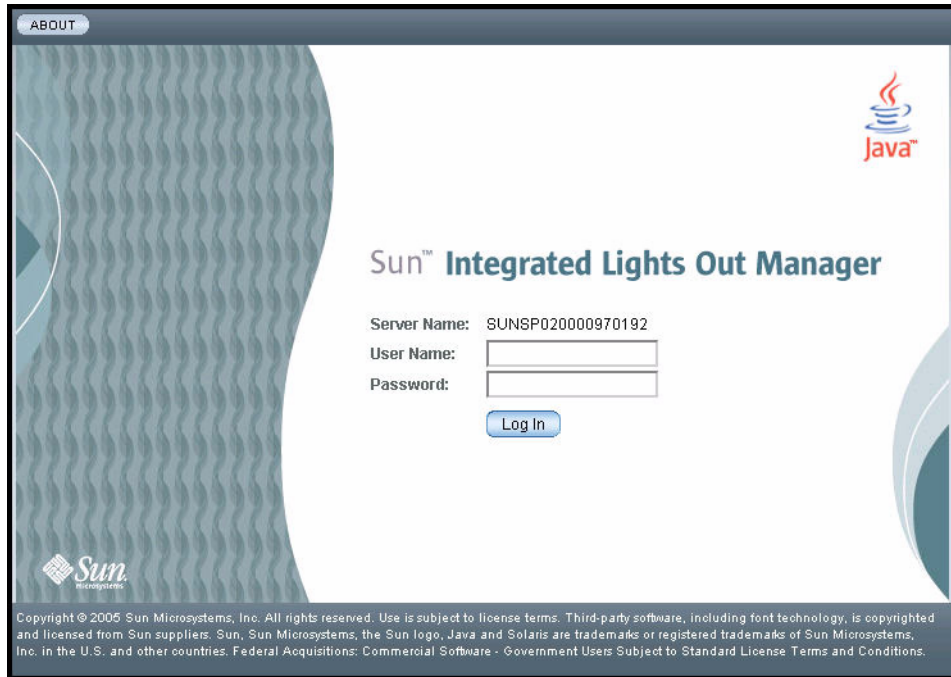 ABOUT
Java™
Sun™ Integrated Lights Out Manager
Server Name: SUNSP020000970192
User Name:
Password:
Log In
Sun.
Microsystems
Copyright © 2005 Sun Microsystems, Inc. All rights reserved. Use is subject to license terms. Third-party software, including font technology, is copyrighted
and licensed from Sun suppliers. Sun, Sun Microsystems, the Sun logo, Java and Solaris are trademarks or registered trademarks of Sun Microsystems,
Inc. in the U.S. and other countries. Federal Acquisitions: Commercial Software - Government Users Subject to Standard License Terms and Conditions.